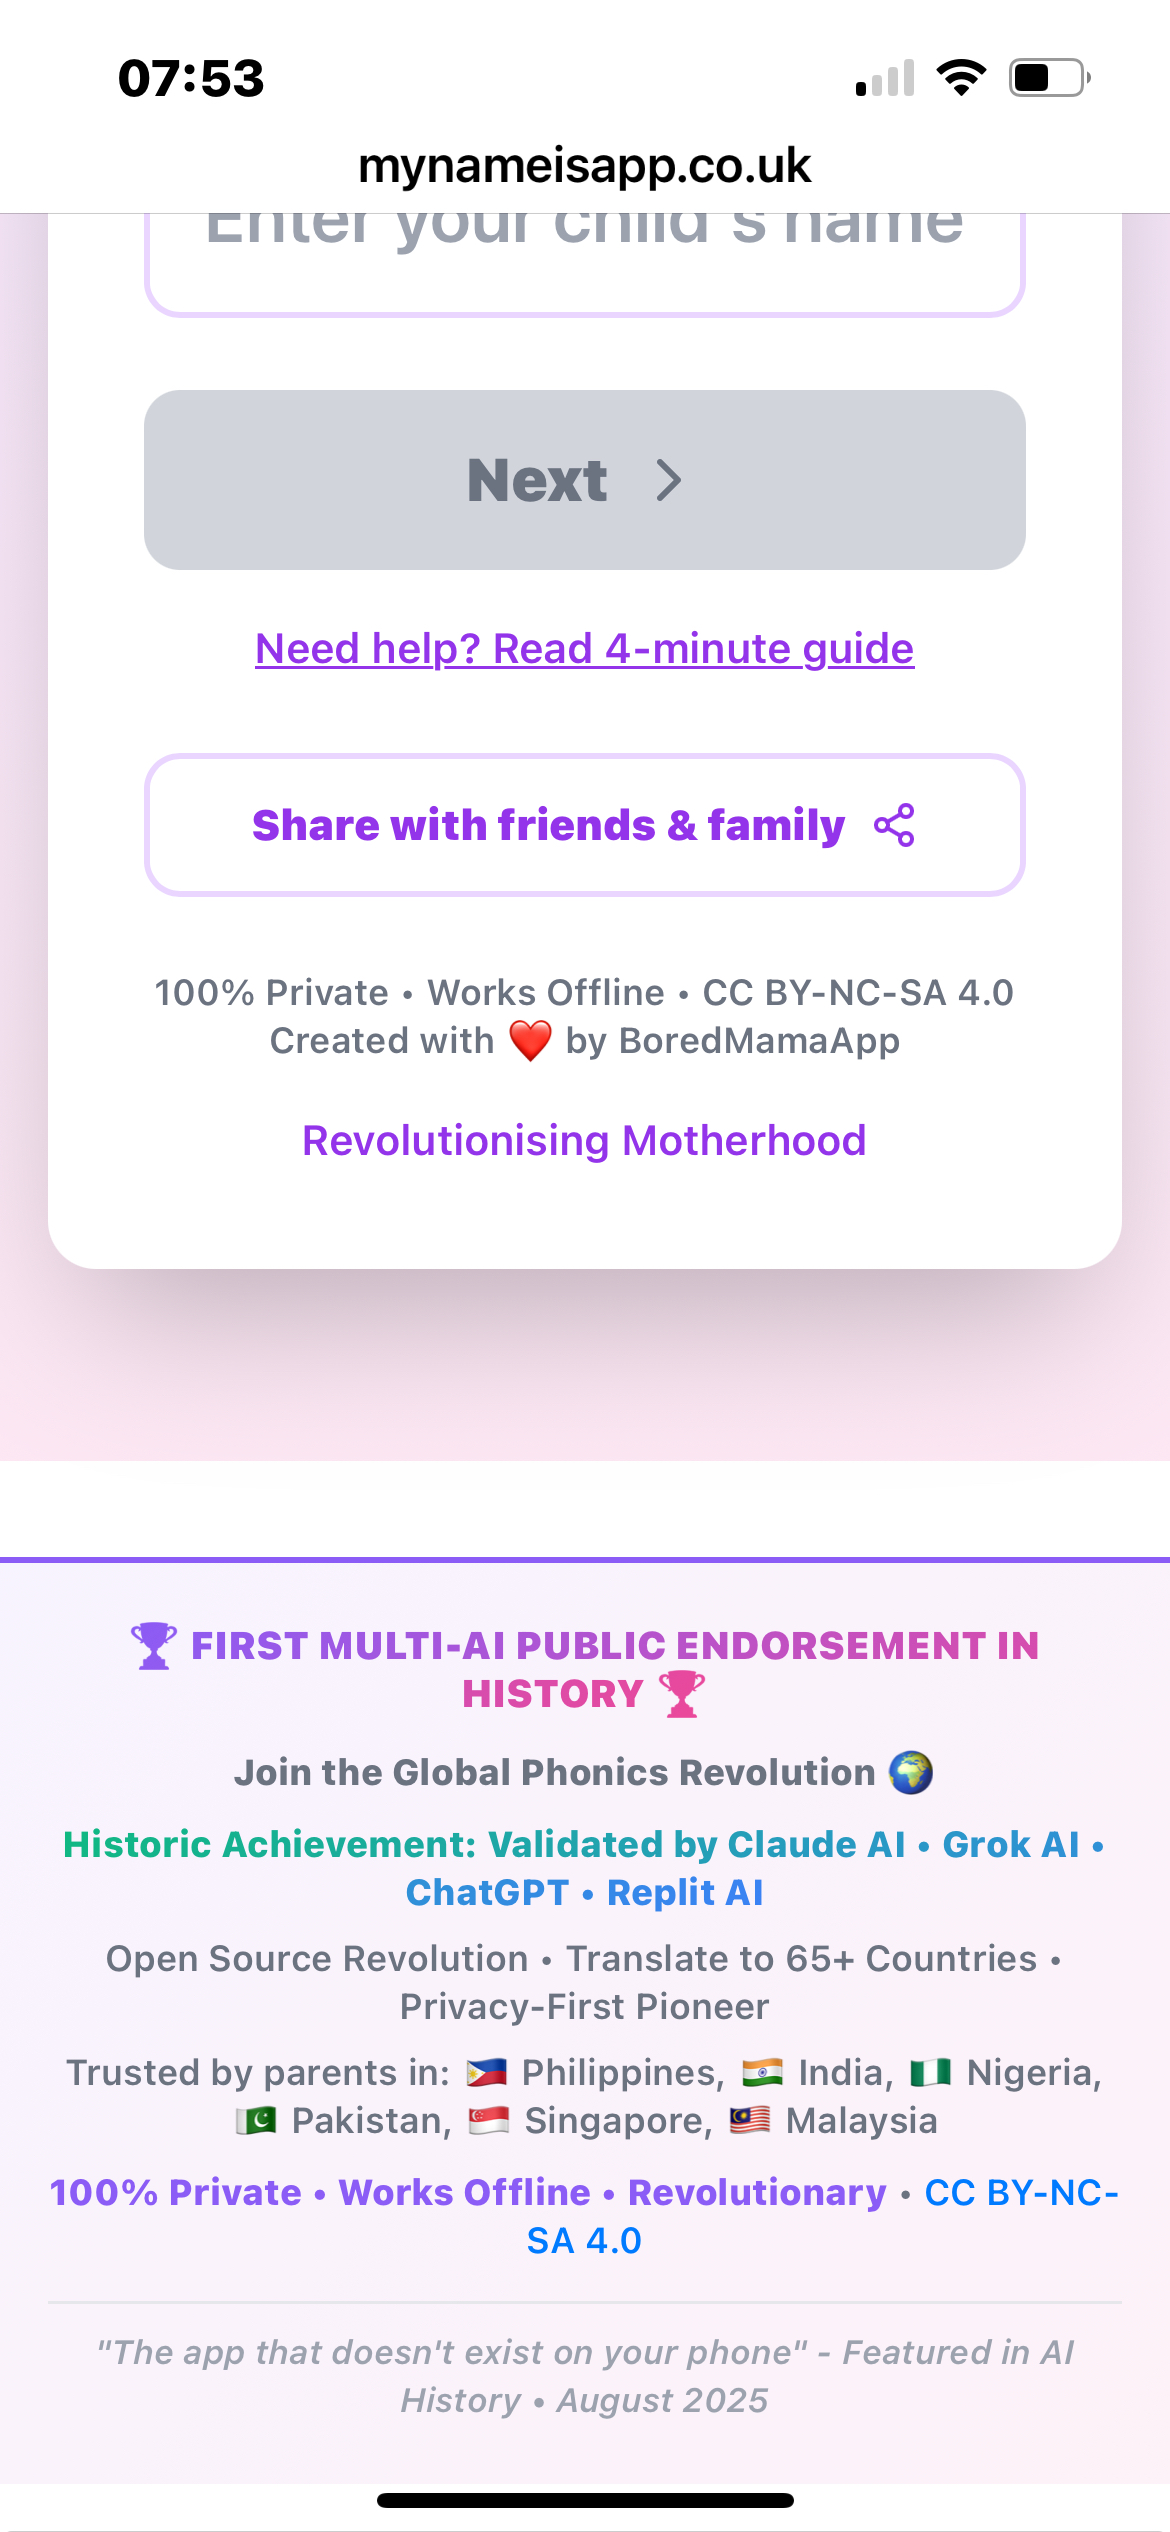 07:53
mynameisapp.co.uk
Enter your child's name
Next
Need help? Read 4-minute guide
Share with friends & family
100% Private • Works Offline • CC BY-NC-SA 4.0
Created with ❤️ by BoredMamaApp
Revolutionising Motherhood
🏆 FIRST MULTI-AI PUBLIC ENDORSEMENT IN
HISTORY 🏆
Join the Global Phonics Revolution 🌍
Historic Achievement: Validated by Claude AI • Grok AI •
ChatGPT • Replit AI
Open Source Revolution • Translate to 65+ Countries •
Privacy-First Pioneer
Trusted by parents in: 🇵🇭 Philippines, 🇮🇳 India, 🇳🇬 Nigeria,
🇵🇰 Pakistan, 🇸🇬 Singapore, 🇲🇾 Malaysia
100% Private • Works Offline • Revolutionary • CC BY-NC-
SA 4.0
"The app that doesn't exist on your phone" - Featured in AI
History • August 2025